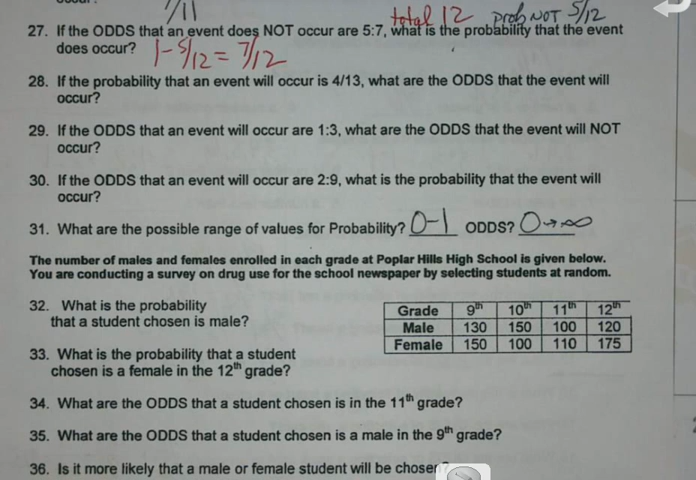 7/11
total 12 prob NOT 5/12
27. If the ODDS that an event does NOT occur are 5:7, what is the probability that the event
does occur? 1-5/12 = 7/12
28. If the probability that an event will occur is 4/13, what are the ODDS that the event will
occur?
29. If the ODDS that an event will occur are 1:3, what are the ODDS that the event will NOT
occur?
30. If the ODDS that an event will occur are 2:9, what is the probability that the event will
occur?
31. What are the possible range of values for Probability? 0-1 ODDS? 0→∞
The number of males and females enrolled in each grade at Poplar Hills High School is given below.
You are conducting a survey on drug use for the school newspaper by selecting students at random.
32. What is the probability
that a student chosen is male?
Grade 9th 10th 11th 12th
Male 130 150 100 120
Female 150 100 110 175
33. What is the probability that a student
chosen is a female in the 12th grade?
34. What are the ODDS that a student chosen is in the 11th grade?
35. What are the ODDS that a student chosen is a male in the 9th grade?
36. Is it more likely that a male or female student will be chosen?